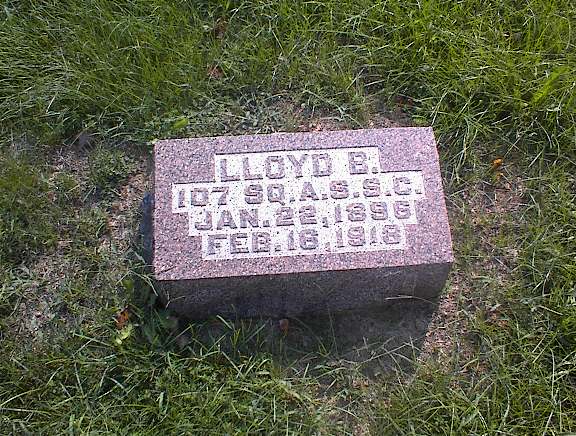 LLOYD B.
107 SQ. A.S.S.C.
JAN. 22, 1896
FEB. 16, 1918